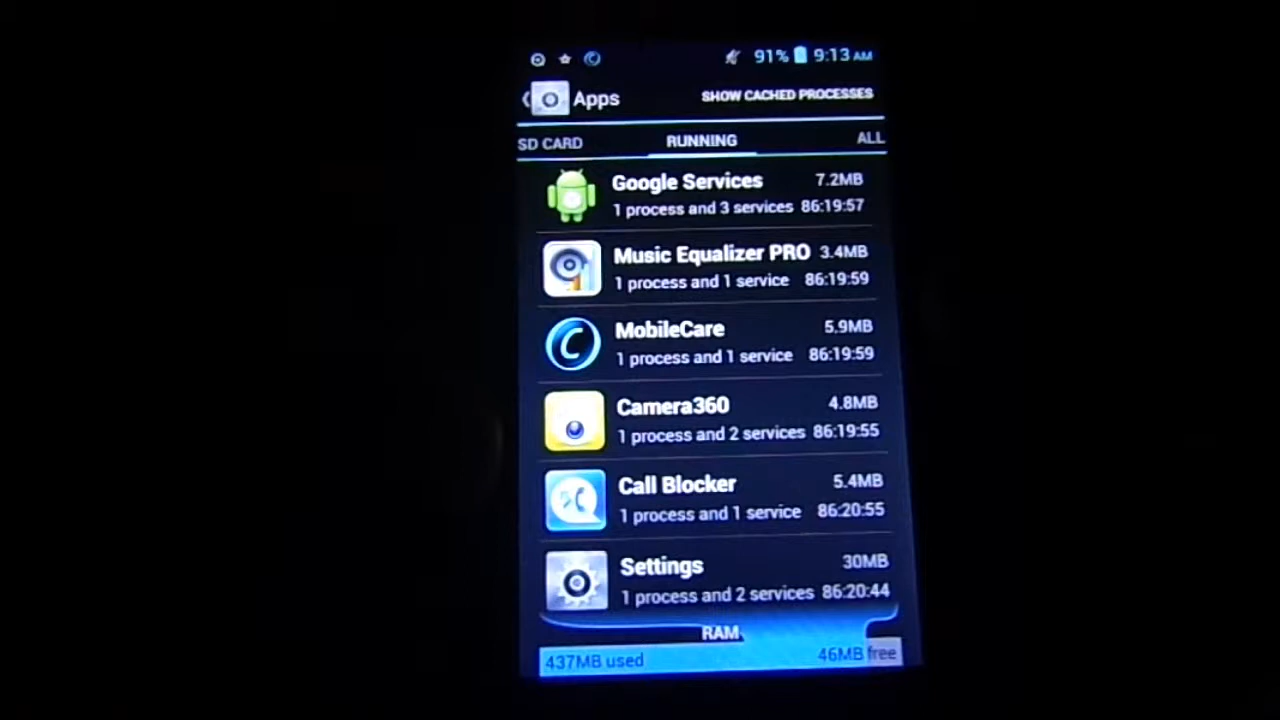 91% 9:13 AM
Apps SHOW CACHED PROCESSES
SD CARD RUNNING ALL
Google Services 7.2MB
1 process and 3 services 86:19:57
Music Equalizer PRO 3.4MB
1 process and 1 service 86:19:59
MobileCare 5.9MB
1 process and 1 service 86:19:59
Camera360 4.8MB
1 process and 2 services 86:19:55
Call Blocker 5.4MB
1 process and 1 service 86:20:55
Settings 30MB
1 process and 2 services 86:20:44
RAM
437MB used 46MB free